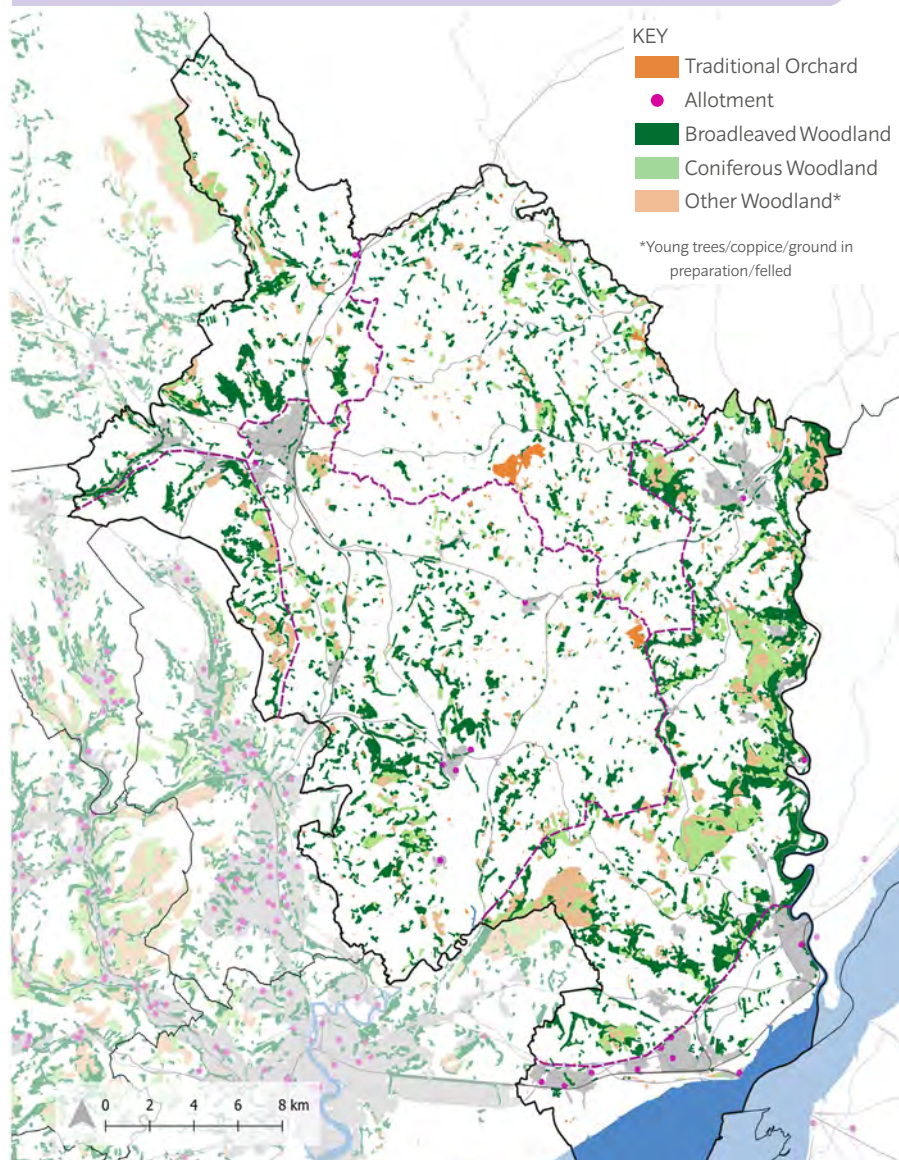 KEY
Traditional Orchard
Allotment
Broadleaved Woodland
Coniferous Woodland
Other Woodland*
*Young trees/coppice/ground in
preparation/felled
0 2 4 6 8 km